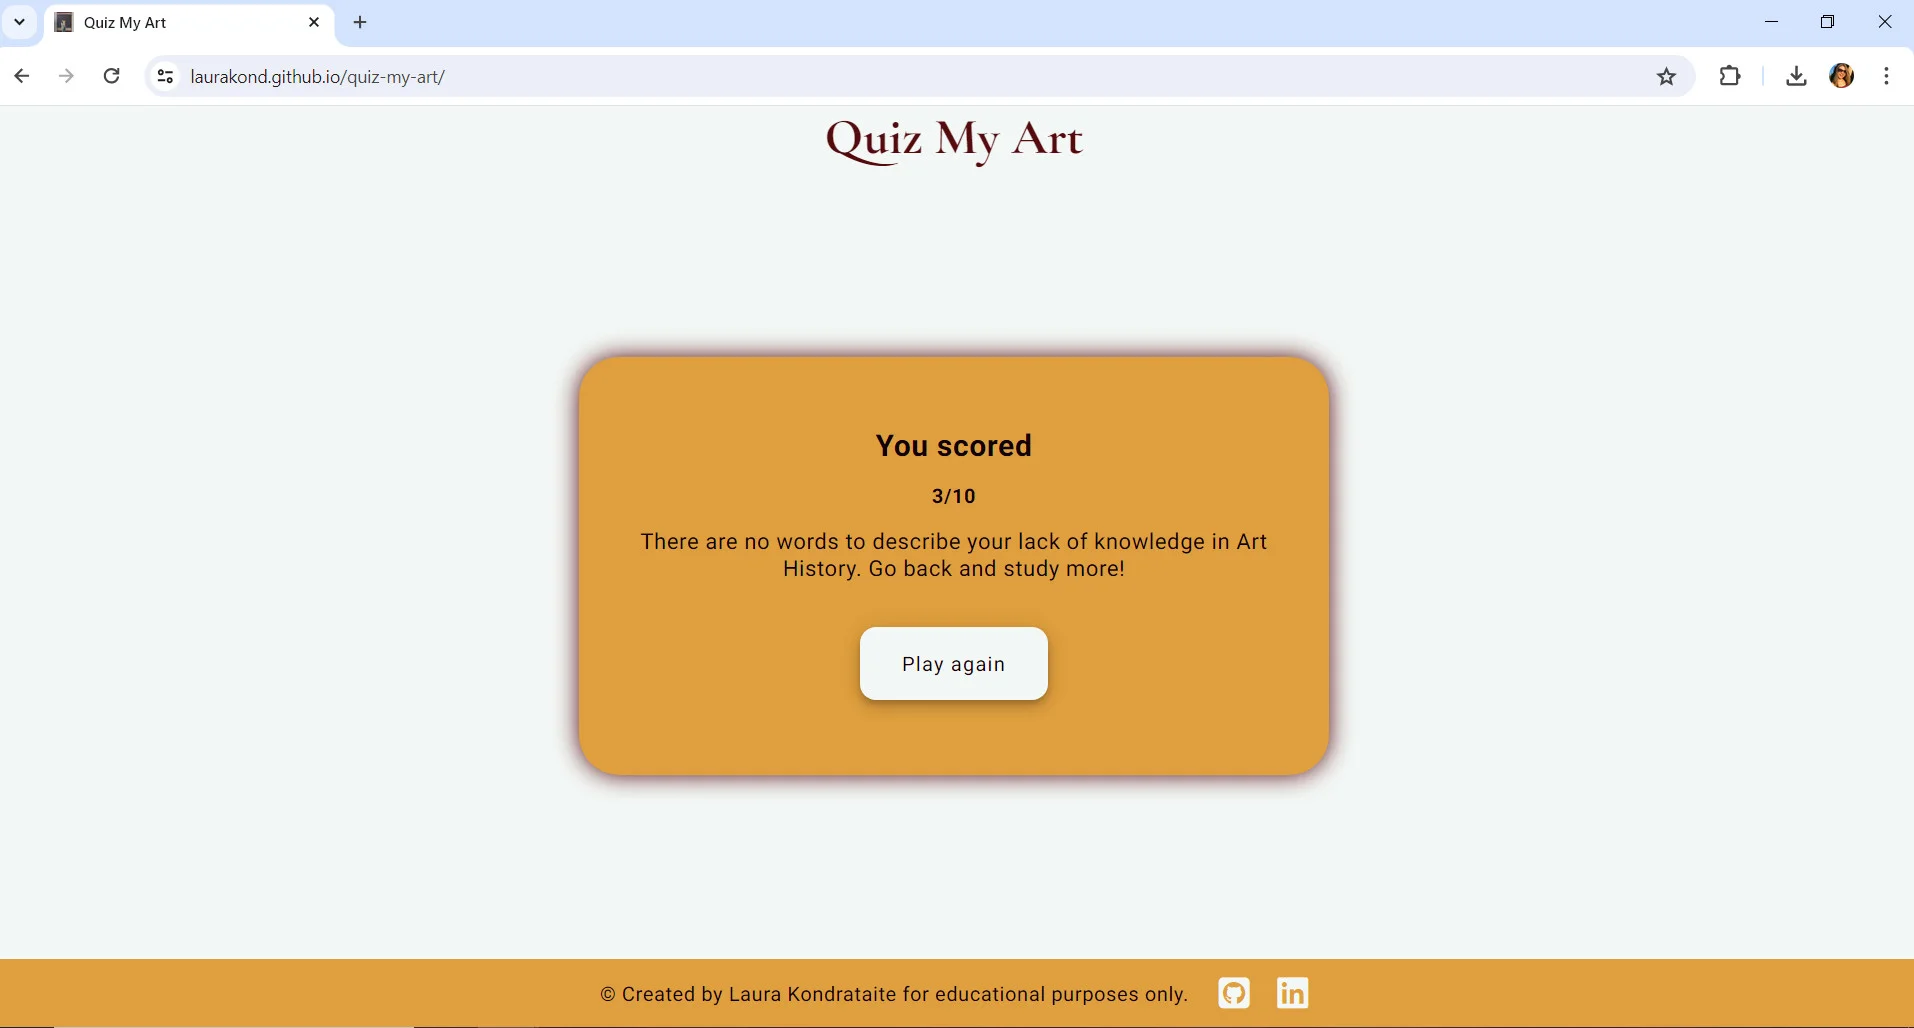 Quiz My Art
laurakond.github.io/quiz-my-art/
Quiz My Art
You scored
3/10
There are no words to describe your lack of knowledge in Art
History. Go back and study more!
Play again
© Created by Laura Kondrataite for educational purposes only.
in